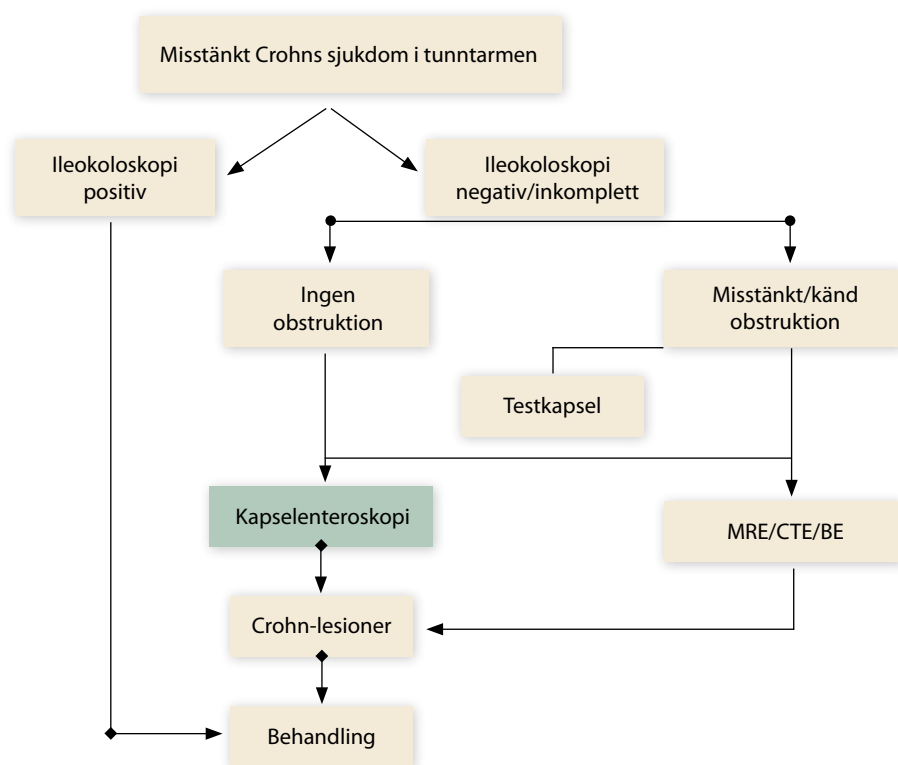 Misstänkt Crohns sjukdom i tunntarmen
Ileokoloskopi
positiv
Ileokoloskopi
negativ/inkomplett
Ingen
obstruktion
Misstänkt/känd
obstruktion
Testkapsel
Kapselenteroskopi
MRE/CTE/BE
Crohn-lesioner
Behandling